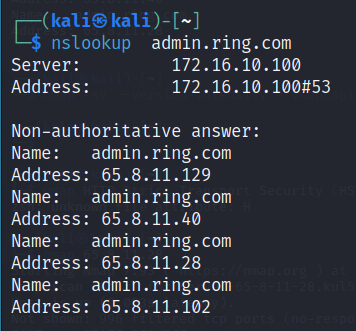 ┌──(kali㉿kali)-[~]
└─$ nslookup  admin.ring.com
Server:         172.16.10.100
Address:        172.16.10.100#53

Non-authoritative answer:
Name:   admin.ring.com
Address: 65.8.11.129
Name:   admin.ring.com
Address: 65.8.11.40
Name:   admin.ring.com
Address: 65.8.11.28
Name:   admin.ring.com
Address: 65.8.11.102